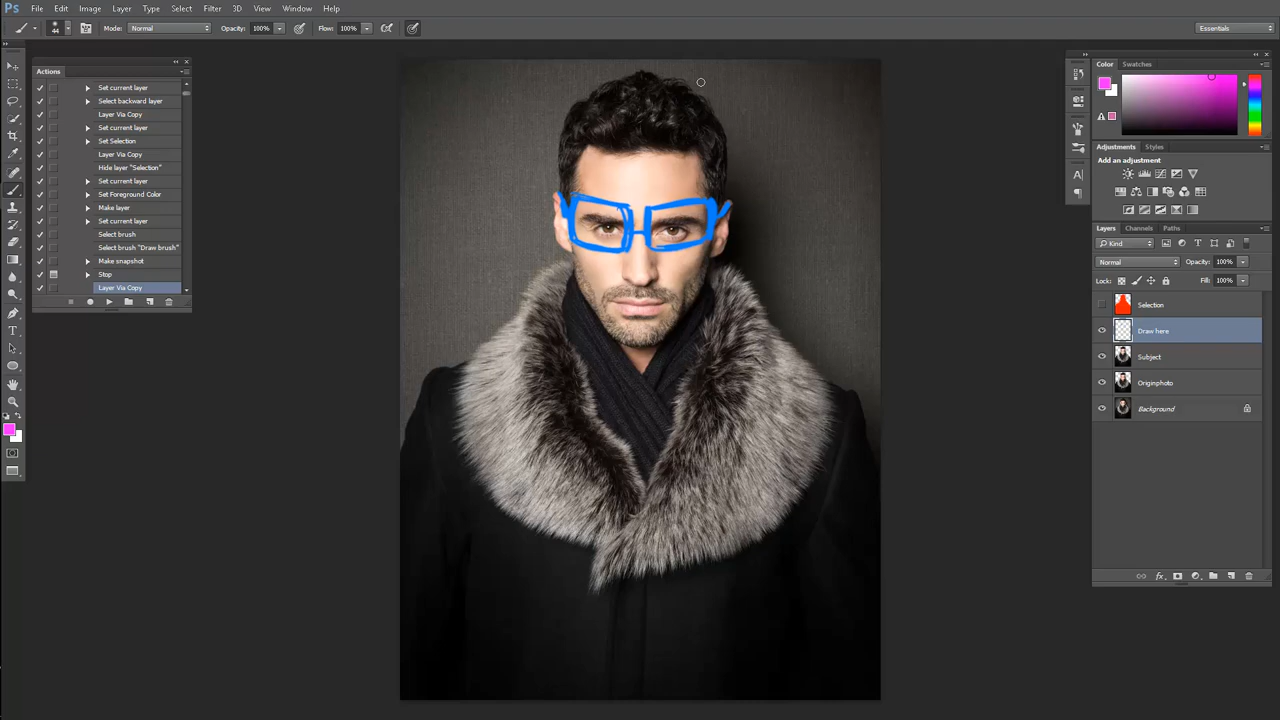 Ps File Edit Image Layer Type Select Filter 3D View Window Help
44 Mode: Normal Opacity: 100% Flow: 100% Essentials
Actions
Set current layer
Select backward layer
Layer Via Copy
Set current layer
Set Selection
Layer Via Copy
Hide layer "Selection"
Set current layer
Set Foreground Color
Make layer
Set current layer
Select brush
Select brush "Draw brush"
Make snapshot
Stop
Layer Via Copy
Color Swatches
Adjustments Styles
Add an adjustment
Layers Channels Paths
Kind
Normal Opacity: 100%
Lock: Fill: 100%
Selection
Draw here
Subject
Originphoto
Background